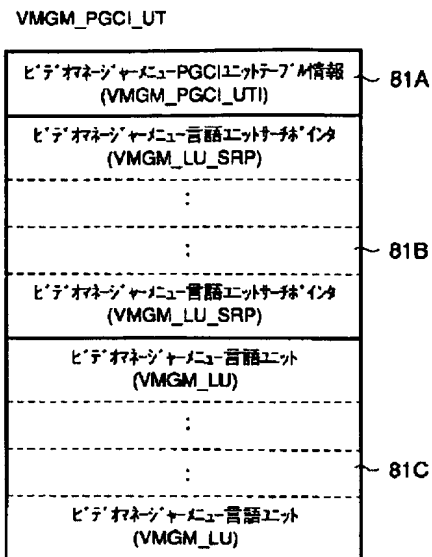 VMGM_PGCI_UT
ﾋﾞﾃﾞｵﾏﾈｰｼﾞｬｰﾒﾆｭｰPGCIﾕﾆｯﾄﾃｰﾌﾞﾙ情報
(VMGM_PGCI_UTI)
81A
ﾋﾞﾃﾞｵﾏﾈｰｼﾞｬｰﾒﾆｭｰ言語ﾕﾆｯﾄｻｰﾁﾎﾟｲﾝﾀ
(VMGM_LU_SRP)
:
:
81B
ﾋﾞﾃﾞｵﾏﾈｰｼﾞｬｰﾒﾆｭｰ言語ﾕﾆｯﾄｻｰﾁﾎﾟｲﾝﾀ
(VMGM_LU_SRP)
ﾋﾞﾃﾞｵﾏﾈｰｼﾞｬｰﾒﾆｭｰ言語ﾕﾆｯﾄ
(VMGM_LU)
:
:
81C
ﾋﾞﾃﾞｵﾏﾈｰｼﾞｬｰﾒﾆｭｰ言語ﾕﾆｯﾄ
(VMGM_LU)